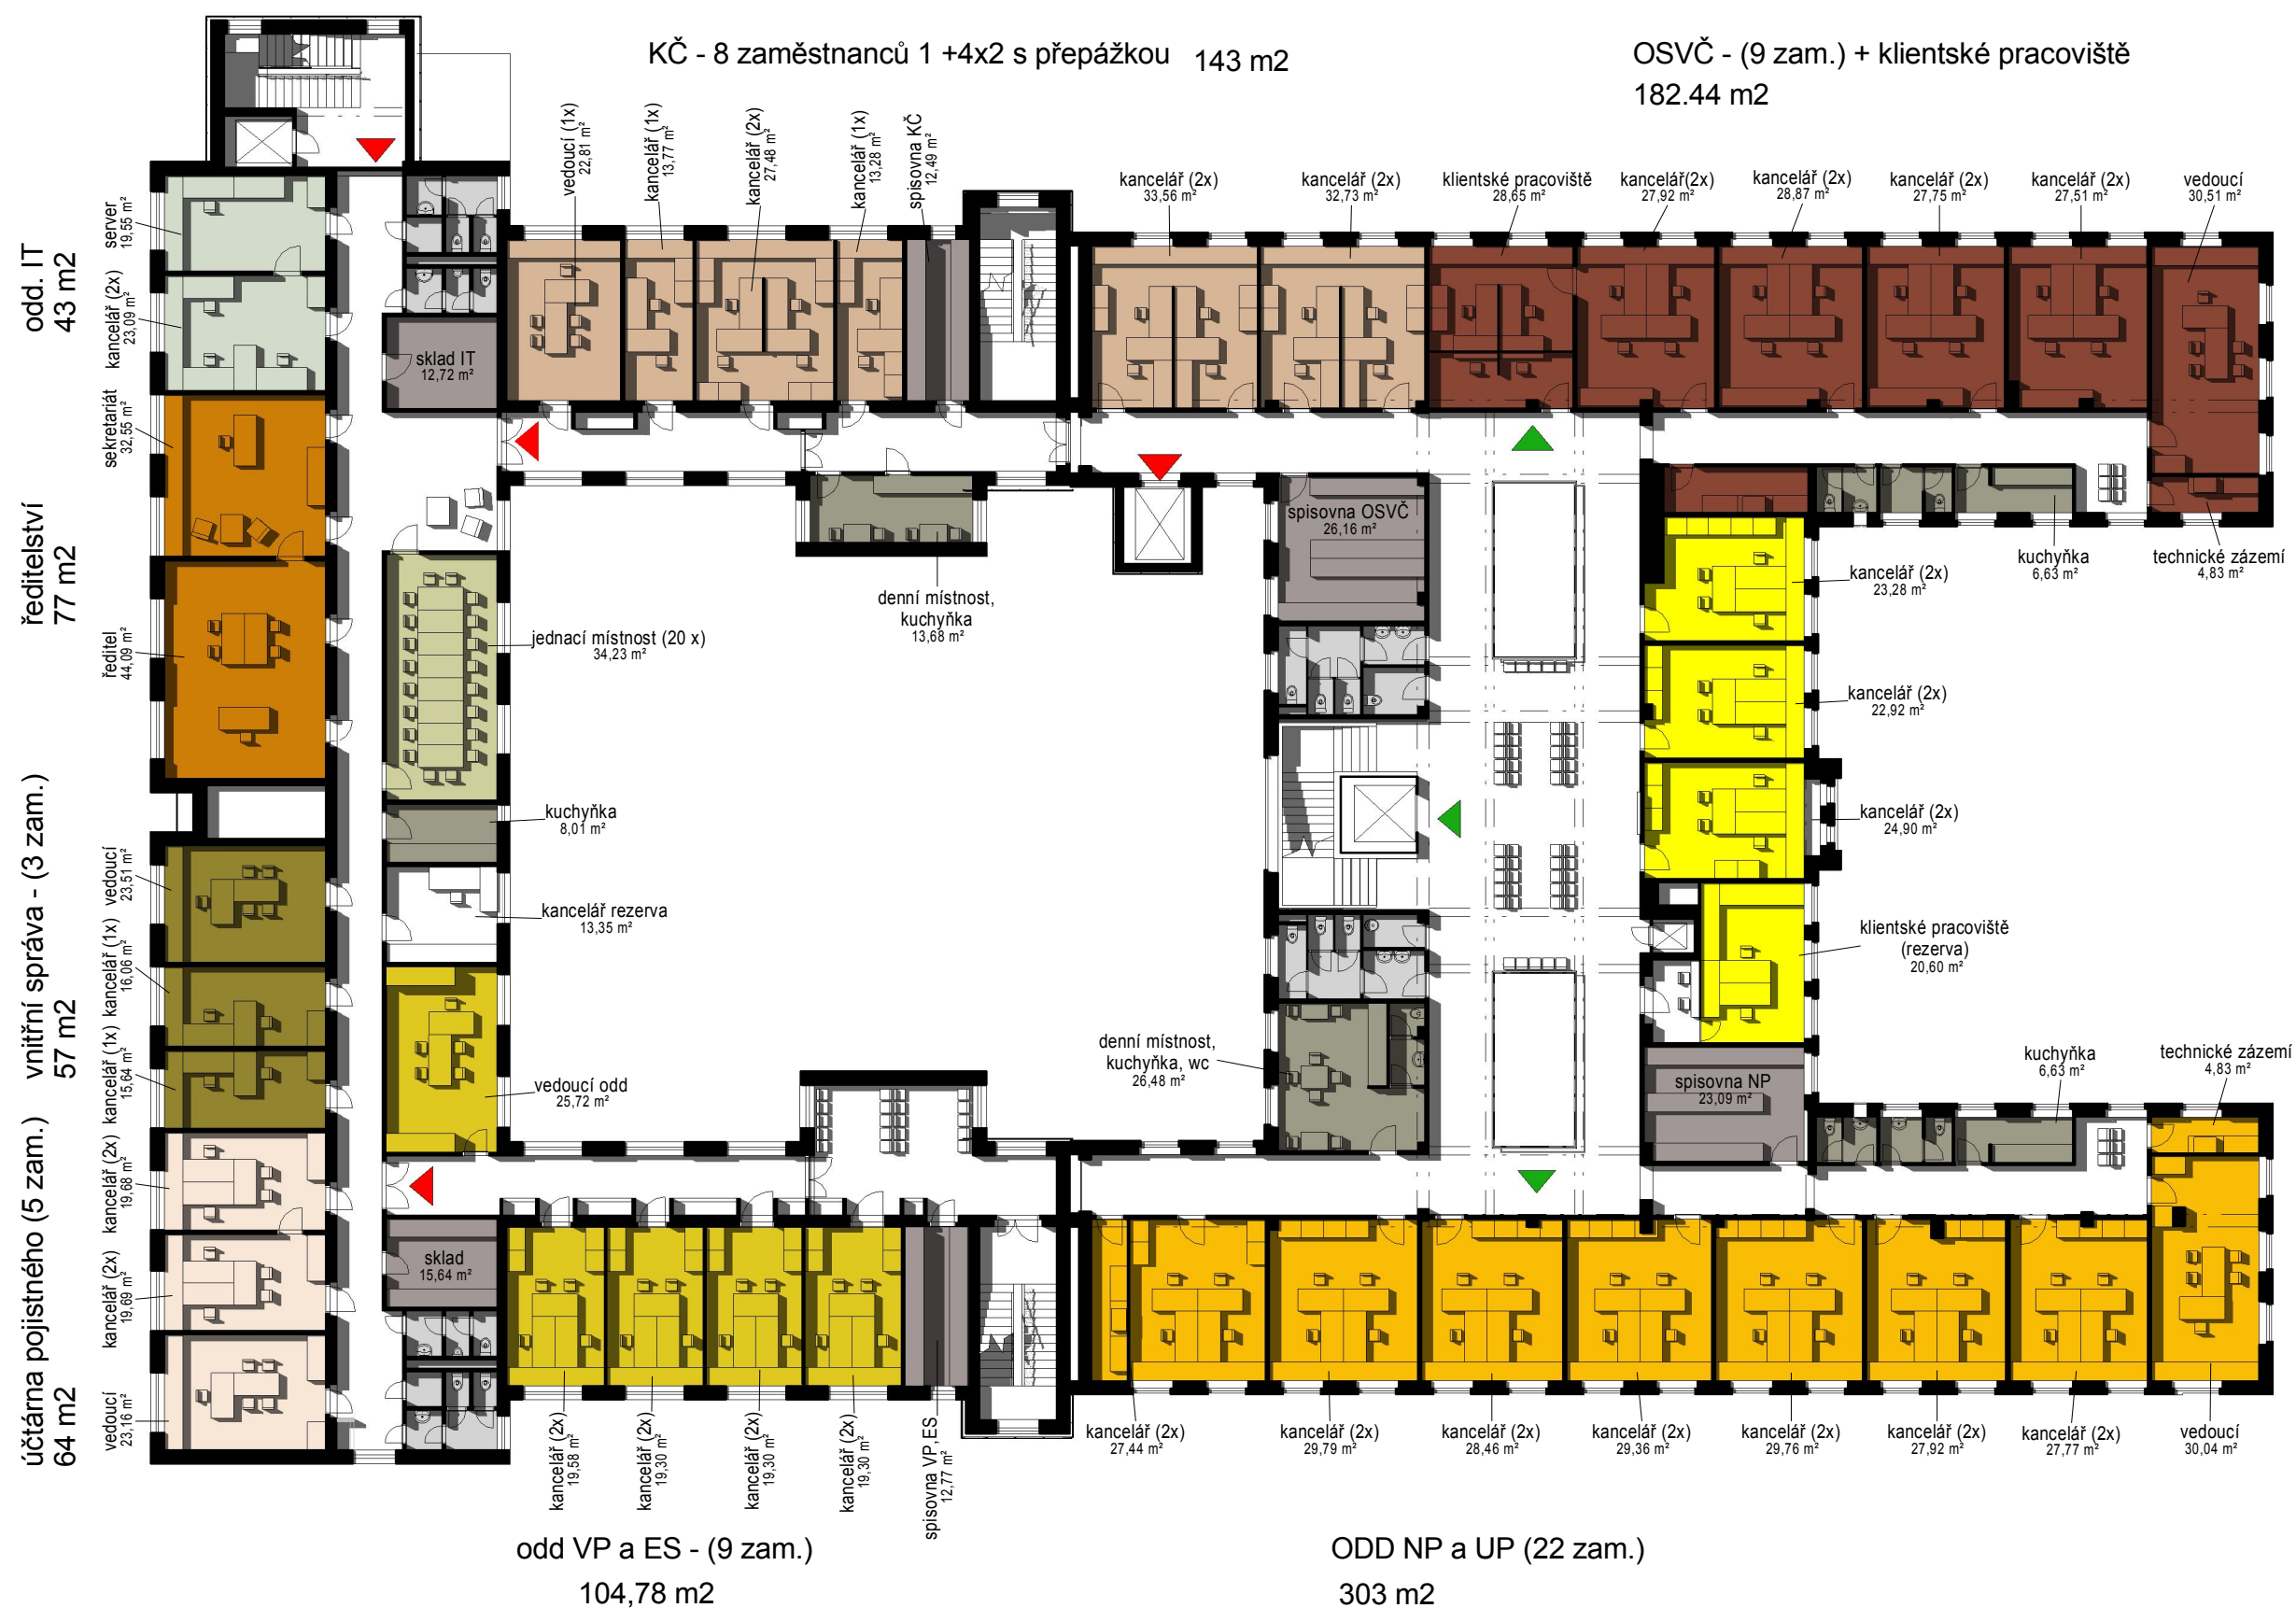 KČ - 8 zaměstnanců 1 +4x2 s přepážkou
143 m2
OSVČ - (9 zam.) + klientské pracoviště
182.44 m2
vedoucí (1x)
22,81 m²
kancelář (1x)
13,77 m²
kancelář (2x)
27,48 m²
kancelář (1x)
13,28 m²
spisovna KČ
12,49 m²
kancelář (2x)
33,56 m²
kancelář (2x)
32,73 m²
klientské pracoviště
28,65 m²
kancelář(2x)
27,92 m²
kancelář (2x)
28,87 m²
kancelář (2x)
27,75 m²
kancelář (2x)
27,51 m²
vedoucí
30,51 m²
odd. IT
43 m2
server
19,55 m²
kancelář (2x)
23,09 m²
sklad IT
12,72 m²
ředitelství
77 m2
sekretariát
32,55 m²
ředitel
44,09 m²
spisovna OSVČ
26,16 m²
denní místnost,
kuchyňka
13,68 m²
jednací místnost (20 x)
34,23 m²
kuchyňka
6,63 m²
technické zázemí
4,83 m²
kancelář (2x)
23,28 m²
kancelář (2x)
22,92 m²
kancelář (2x)
24,90 m²
klientské pracoviště
(rezerva)
20,60 m²
kuchyňka
8,01 m²
kancelář rezerva
13,35 m²
vnitřní správa - (3 zam.)
57 m2
vedoucí
23,51 m²
kancelář (1x)
16,06 m²
kancelář (1x)
15,64 m²
vedoucí odd
25,72 m²
denní místnost,
kuchyňka, wc
26,48 m²
spisovna NP
23,09 m²
kuchyňka
6,63 m²
technické zázemí
4,83 m²
účtárna pojistného (5 zam.)
64 m2
kancelář (2x)
19,68 m²
kancelář (2x)
19,69 m²
vedoucí
23,16 m
sklad
15,64 m²
kancelář (2x)
19,58 m²
kancelář (2x)
19,30 m²
kancelář (2x)
19,30 m²
kancelář (2x)
19,30 m²
spisovna VP,ES
12,77 m²
kancelář (2x)
27,44 m²
kancelář (2x)
29,79 m²
kancelář (2x)
28,46 m²
kancelář (2x)
29,36 m²
kancelář (2x)
29,76 m²
kancelář (2x)
27,92 m²
kancelář (2x)
27,77 m²
vedoucí
30,04 m²
odd VP a ES - (9 zam.)
104,78 m2
ODD NP a UP (22 zam.)
303 m2